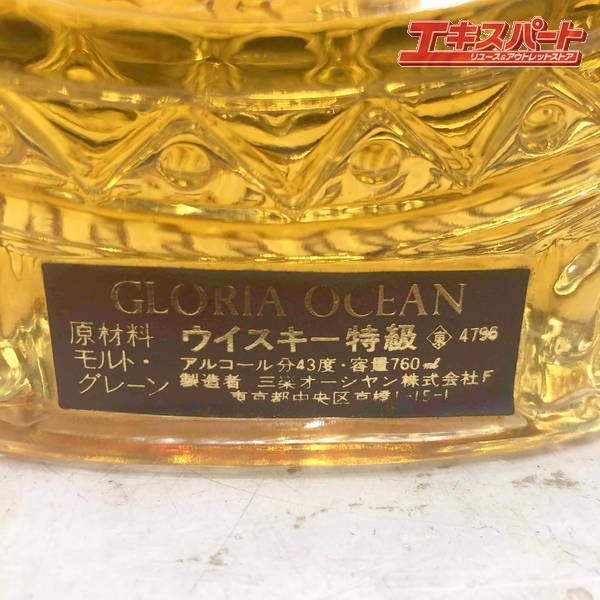 エキスパート
リユース&アウトレットストア
GLORIA OCEAN
原材料 ウイスキー特級 東 4796
モルト・ アルコール分43度・容量760ml
グレーン 製造者 三楽オーシヤン株式会社F
東京都中央区京橋1-15-1